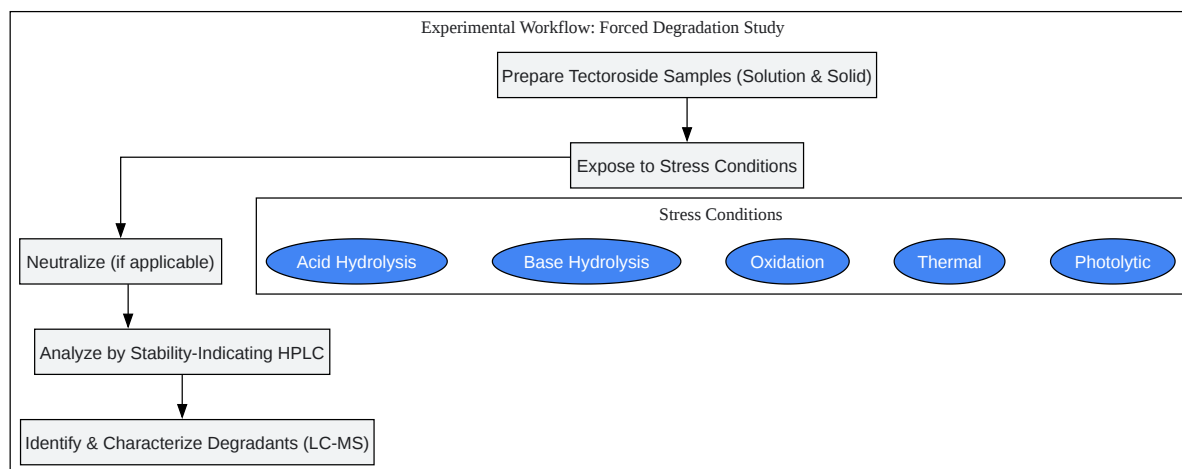 Experimental Workflow: Forced Degradation Study
Prepare Tectoroside Samples (Solution & Solid)
Expose to Stress Conditions
Stress Conditions
Neutralize (if applicable)
Acid Hydrolysis
Base Hydrolysis
Oxidation
Thermal
Photolytic
Analyze by Stability-Indicating HPLC
Identify & Characterize Degradants (LC-MS)